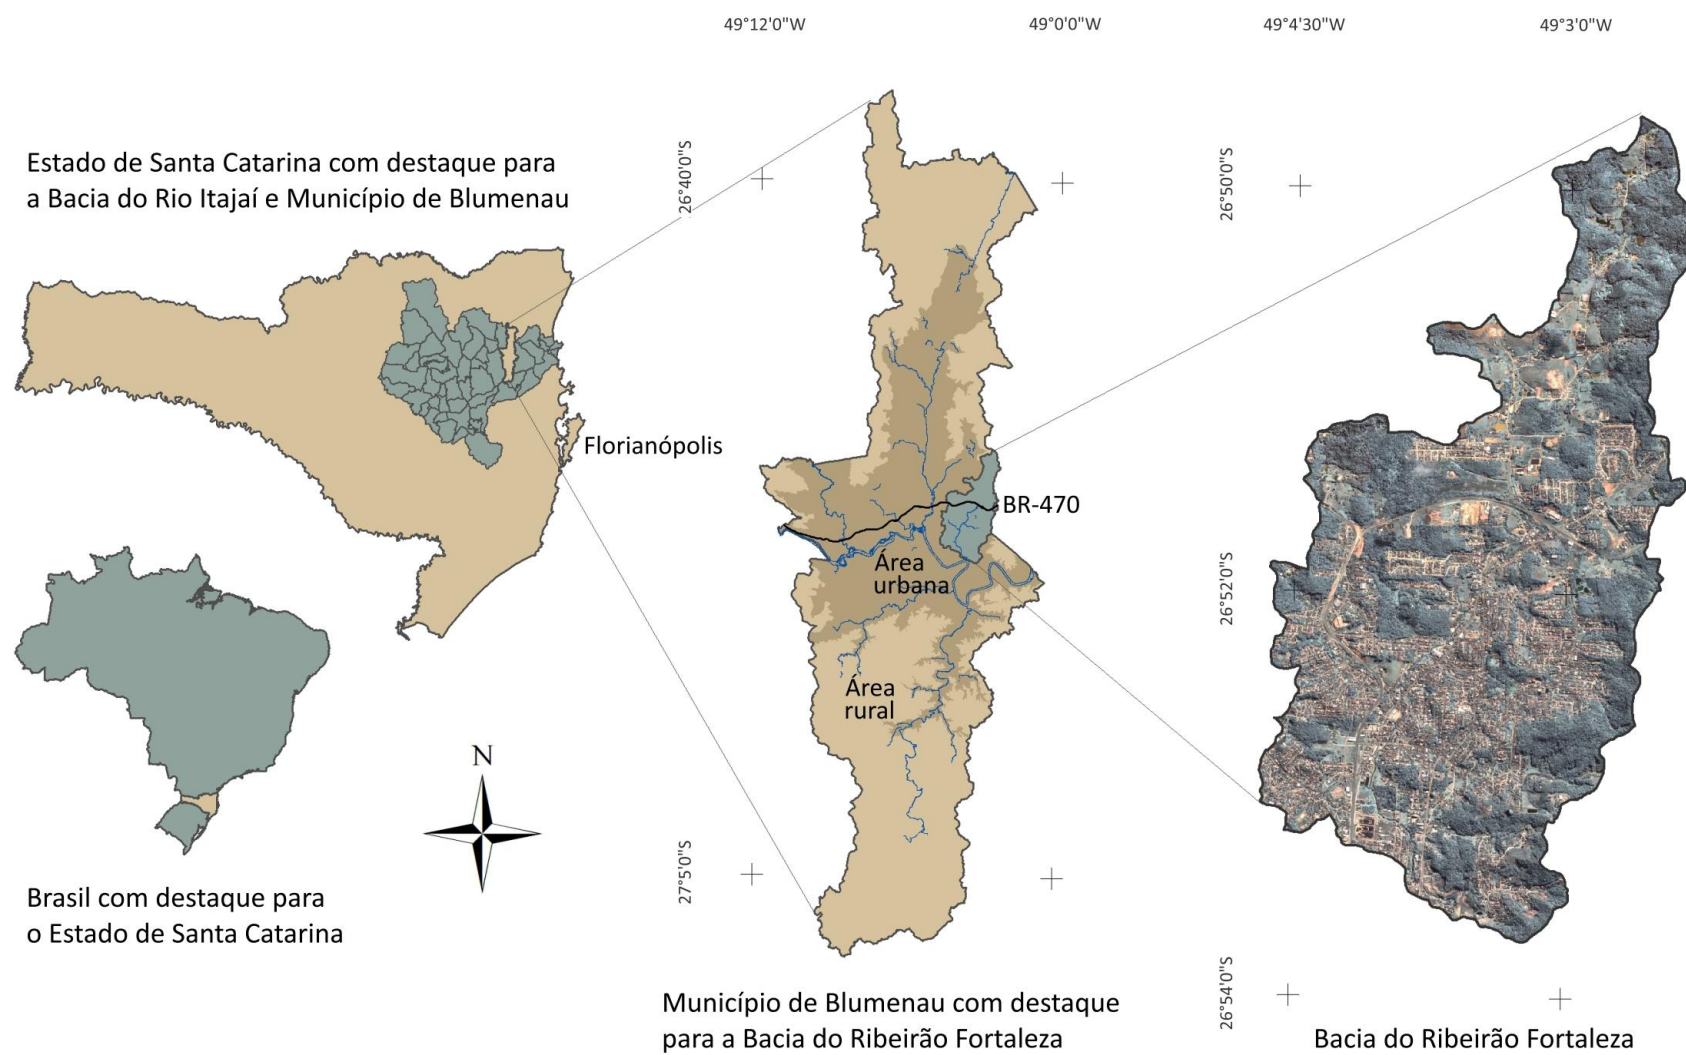 49°12'0"W
49°0'0"W
49°4'30"W
49°3'0"W
Estado de Santa Catarina com destaque para
a Bacia do Rio Itajaí e Município de Blumenau
26°40'0"S
26°50'0"S
Florianópolis
BR-470
Área
urbana
26°52'0"S
Área
rural
N
27°5'0"S
Brasil com destaque para
o Estado de Santa Catarina
26°54'0"S
Município de Blumenau com destaque
para a Bacia do Ribeirão Fortaleza
Bacia do Ribeirão Fortaleza